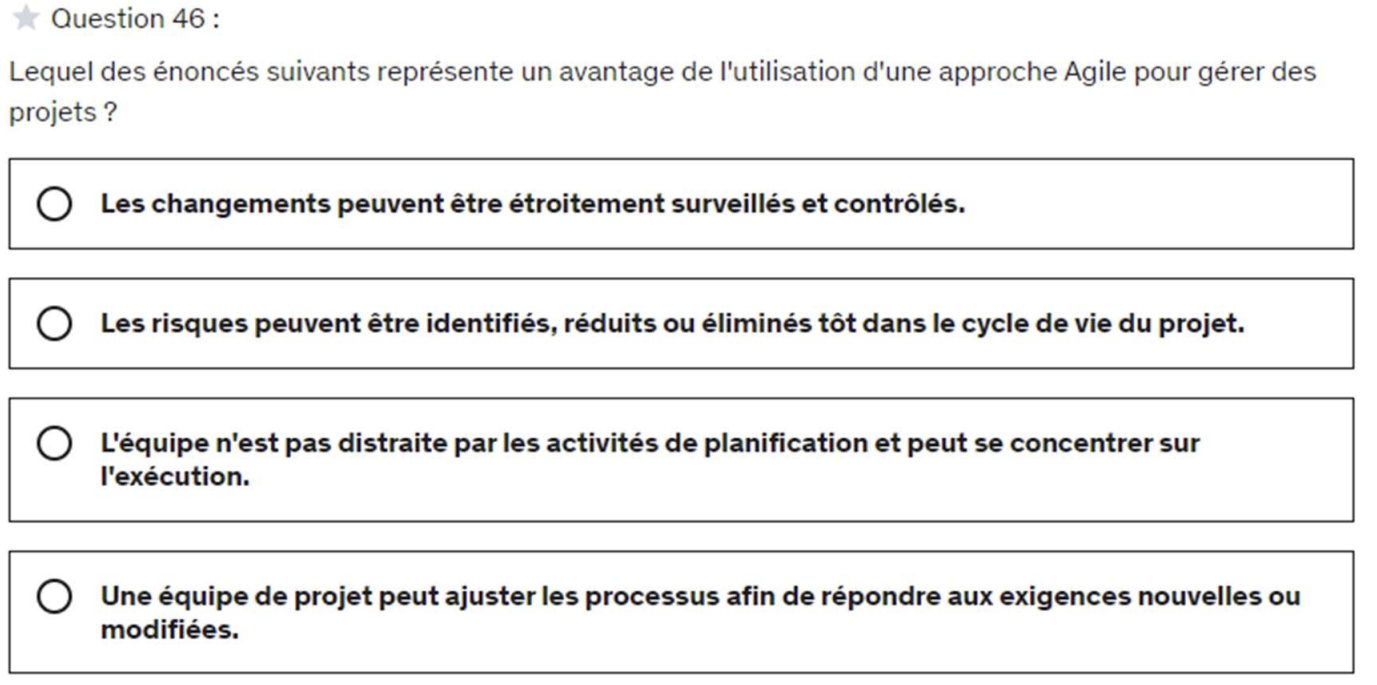 Question 46 :
Lequel des énoncés suivants représente un avantage de l'utilisation d'une approche Agile pour gérer des
projets ?
Les changements peuvent être étroitement surveillés et contrôlés.
Les risques peuvent être identifiés, réduits ou éliminés tôt dans le cycle de vie du projet.
L'équipe n'est pas distraite par les activités de planification et peut se concentrer sur
l'exécution.
Une équipe de projet peut ajuster les processus afin de répondre aux exigences nouvelles ou
modifiées.